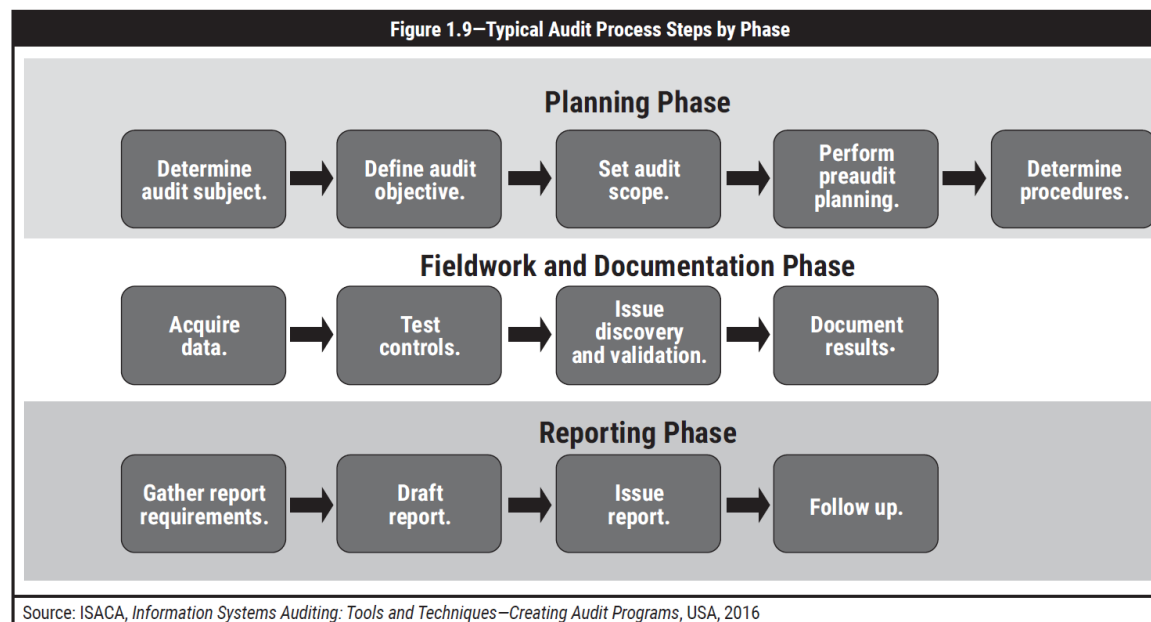 Figure 1.9—Typical Audit Process Steps by Phase
Planning Phase
Determine
audit subject.
Define audit
objective.
Set audit
scope.
Perform
preaudit
planning.
Determine
procedures.
Fieldwork and Documentation Phase
Acquire
data.
Test
controls.
Issue
discovery
and validation.
Document
results.
Reporting Phase
Gather report
requirements.
Draft
report.
Issue
report.
Follow up.
Source: ISACA, Information Systems Auditing: Tools and Techniques—Creating Audit Programs, USA, 2016